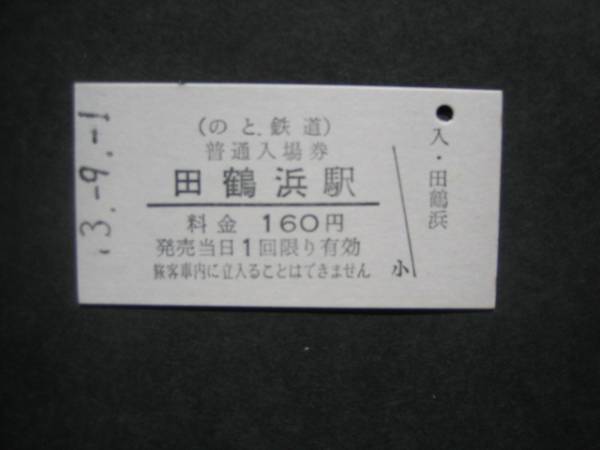 13.-9.-1
(のと鉄道)
普通入場券
田鶴浜駅
料金 160円
発売当日1回限り有効
旅客車内に立入ることはできません
入・田鶴浜
小